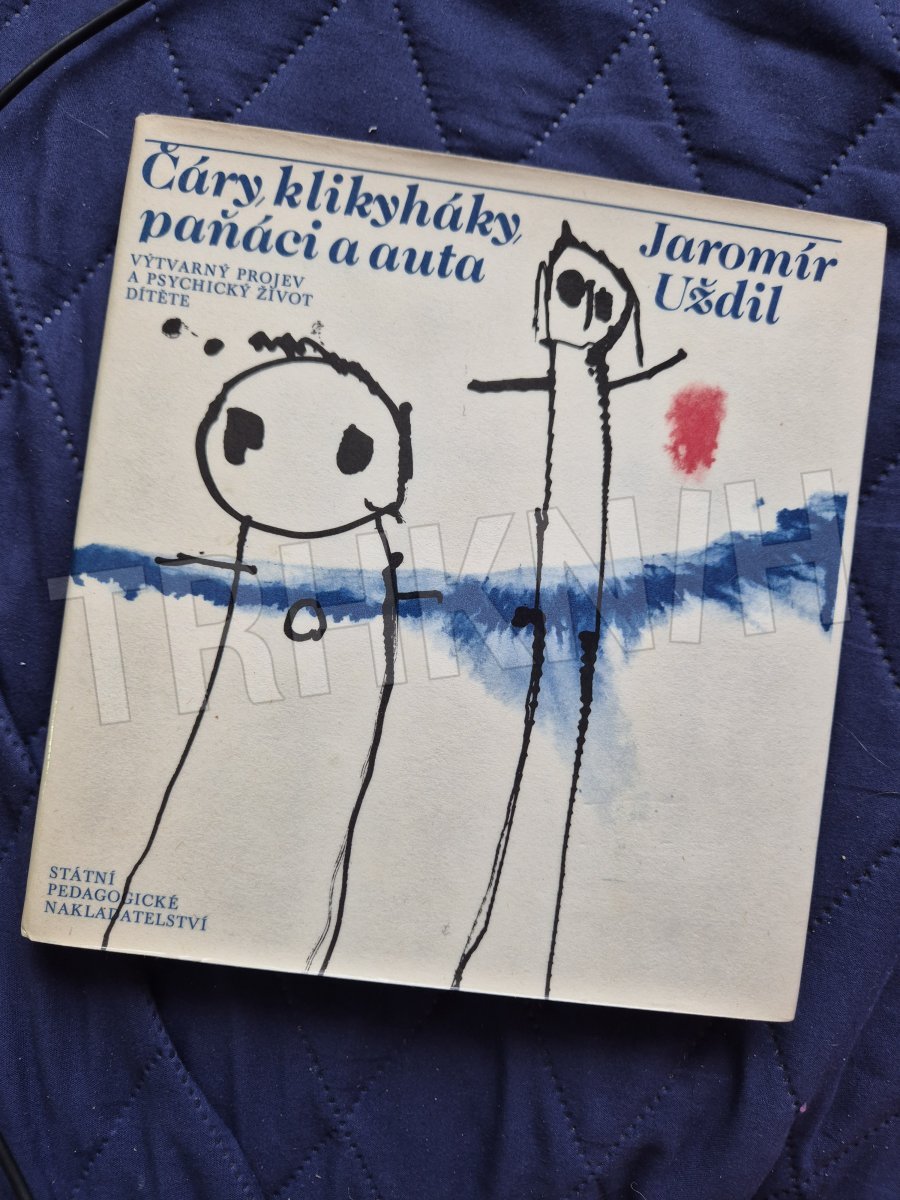 Čáry, klikyháky,
paňáci a auta
VÝTVARNÝ PROJEV
A PSYCHICKÝ ŽIVOT
DÍTĚTE
Jaromír
Uždil
TRHKNIH
STÁTNÍ
PEDAGOGICKÉ
NAKLADATELSTVÍ